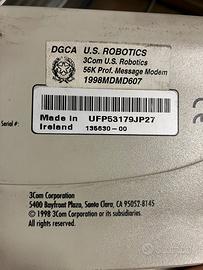 DGCA U.S. ROBOTICS
3Com U.S. Robotics
56K Prof. Message Modem
1998MDMD607
Serial #:
Made in UFP53179JP27
Ireland 135630-00
3Com Corporation
5400 Bayfront Plaza, Santa Clara, CA 95052-8145
© 1998 3Com Corporation or its subsidiaries.
All rights reserved.